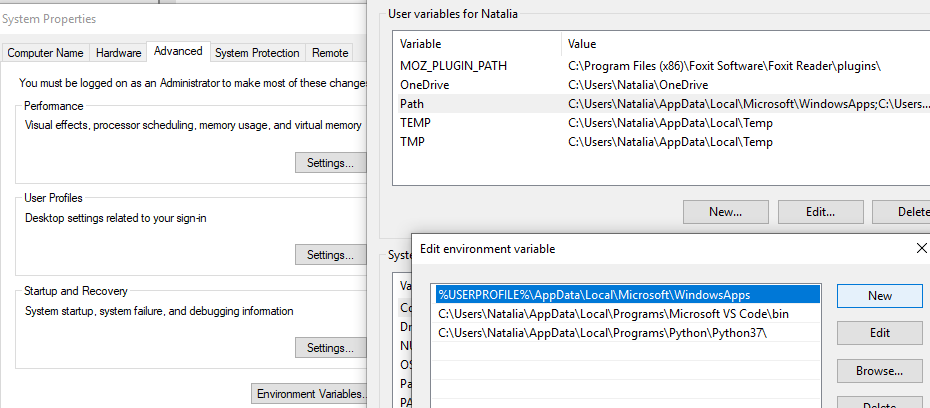 System Properties
Computer Name Hardware Advanced System Protection Remote
You must be logged on as an Administrator to make most of these changes
Performance
Visual effects, processor scheduling, memory usage, and virtual memory
Settings...
User Profiles
Desktop settings related to your sign-in
Settings...
Startup and Recovery
System startup, system failure, and debugging information
Settings...
Environment Variables..
User variables for Natalia
Variable Value
MOZ_PLUGIN_PATH C:\Program Files (x86)\Foxit Software\Foxit Reader\plugins\
OneDrive C:\Users\Natalia\OneDrive
Path C:\Users\Natalia\AppData\Local\Microsoft\WindowsApps;C:\Users...
TEMP C:\Users\Natalia\AppData\Local\Temp
TMP C:\Users\Natalia\AppData\Local\Temp
New... Edit... Delete
Syste
Va
Co
Dr
NU
OS
Pa
PA
Edit environment variable
%USERPROFILE%\AppData\Local\Microsoft\WindowsApps
C:\Users\Natalia\AppData\Local\Programs\Microsoft VS Code\bin
C:\Users\Natalia\AppData\Local\Programs\Python\Python37\
New
Edit
Browse...
Delete